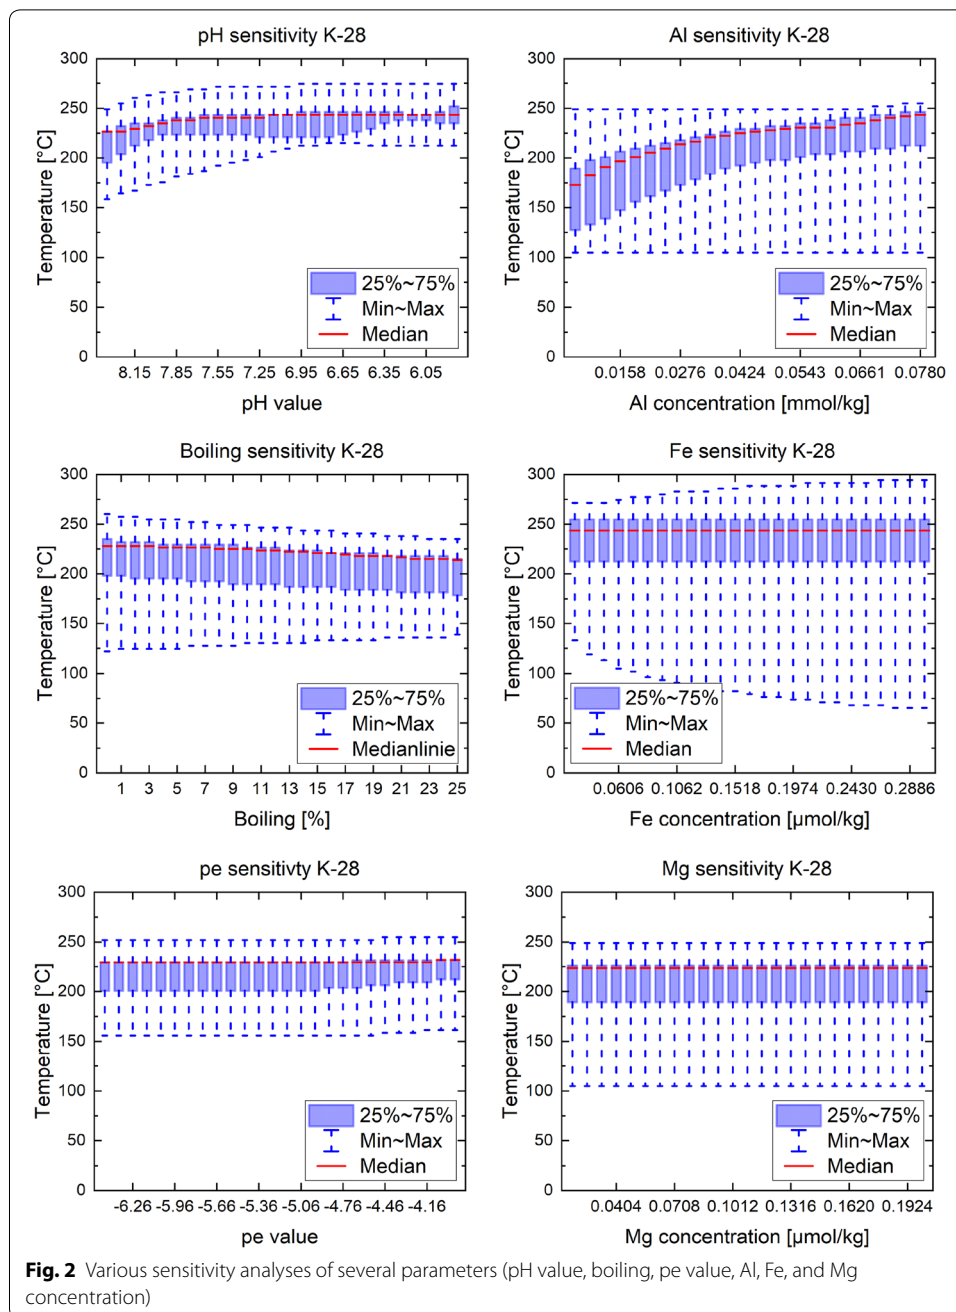 pH sensitivity K-28
300
250
200
150
100
50
0
Temperature [°C]
25%~75%
Min~Max
Median
8.15 7.85 7.55 7.25 6.95 6.65 6.35 6.05
pH value
Al sensitivity K-28
300
250
200
150
100
50
0
Temperature [°C]
25%~75%
Min~Max
Median
0.0158 0.0276 0.0424 0.0543 0.0661 0.0780
Al concentration [mmol/kg]
Boiling sensitivity K-28
300
250
200
150
100
50
0
Temperature [°C]
25%~75%
Min~Max
Medianlinie
1 3 5 7 9 11 13 15 17 19 21 23 25
Boiling [%]
Fe sensitivity K-28
300
250
200
150
100
50
0
Temperature [°C]
25%~75%
Min~Max
Median
0.0606 0.1062 0.1518 0.1974 0.2430 0.2886
Fe concentration [µmol/kg]
pe sensitivty K-28
300
250
200
150
100
50
0
Temperature [°C]
25%~75%
Min~Max
Median
-6.26 -5.96 -5.66 -5.36 -5.06 -4.76 -4.46 -4.16
pe value
Mg sensitivity K-28
300
250
200
150
100
50
0
Temperature [°C]
25%~75%
Min~Max
Median
0.0404 0.0708 0.1012 0.1316 0.1620 0.1924
Mg concentration [µmol/kg]
Fig. 2 Various sensitivity analyses of several parameters (pH value, boiling, pe value, Al, Fe, and Mg
concentration)